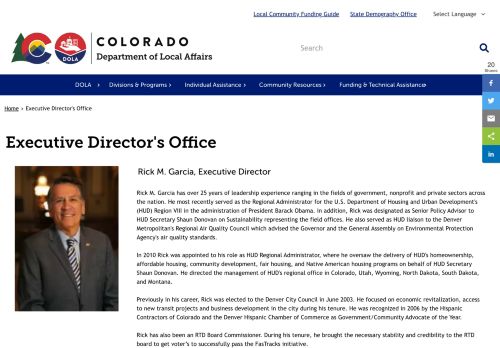 Local Community Funding Guide State Demography Office Select Language
COLORADO
Department of Local Affairs
DOLA
Search
20
Shares
DOLA Divisions & Programs Individual Assistance Community Resources Funding & Technical Assistance
Home » Executive Director's Office
Executive Director's Office
Rick M. Garcia, Executive Director
Rick M. Garcia has over 25 years of leadership experience ranging in the fields of government, nonprofit and private sectors across
the nation. He most recently served as the Regional Administrator for the U.S. Department of Housing and Urban Development's
(HUD) Region VIII in the administration of President Barack Obama. In addition, Rick was designated as Senior Policy Advisor to
HUD Secretary Shaun Donovan on Sustainability representing the field offices. He also served as HUD liaison to the Denver
Metropolitan's Regional Air Quality Council which advised the Governor and the General Assembly on Environmental Protection
Agency's air quality standards.
In 2010 Rick was appointed to his role as HUD Regional Administrator, where he oversaw the delivery of HUD's homeownership,
affordable housing, community development, fair housing, and Native American housing programs on behalf of HUD Secretary
Shaun Donovan. He directed the management of HUD's regional office in Colorado, Utah, Wyoming, North Dakota, South Dakota,
and Montana.
Previously in his career, Rick was elected to the Denver City Council in June 2003. He focused on economic revitalization, access
to new transit projects and business development in the city during his tenure. He was recognized in 2006 by the Hispanic
Contractors of Colorado and the Denver Hispanic Chamber of Commerce as Government/Community Advocate of the Year.
Rick has also been an RTD Board Commissioner. During his tenure, he brought the necessary stability and credibility to the RTD
board to get voter's to successfully pass the FasTracks initiative.